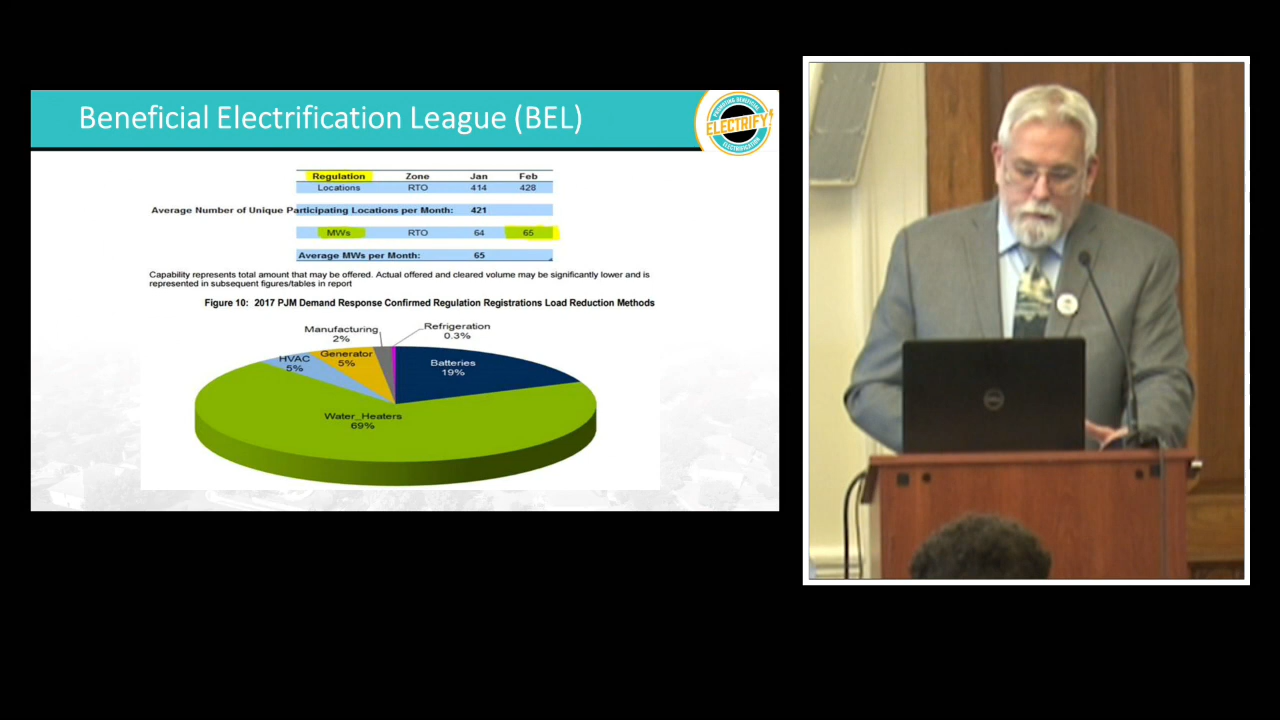 Beneficial Electrification League (BEL)
PROMOTING BENEFICIAL
ELECTRIFY!
ELECTRIFICATION
Regulation Zone Jan Feb
Locations RTO 414 428
Average Number of Unique Participating Locations per Month: 421
MWs RTO 64 65
Average MWs per Month: 65
Capability represents total amount that may be offered. Actual offered and cleared volume may be significantly lower and is
represented in subsequent figures/tables in report
Figure 10: 2017 PJM Demand Response Confirmed Regulation Registrations Load Reduction Methods
Manufacturing
2%
Refrigeration
0.3%
HVAC
5%
Generator
5%
Batteries
19%
Water_Heaters
69%
DELL